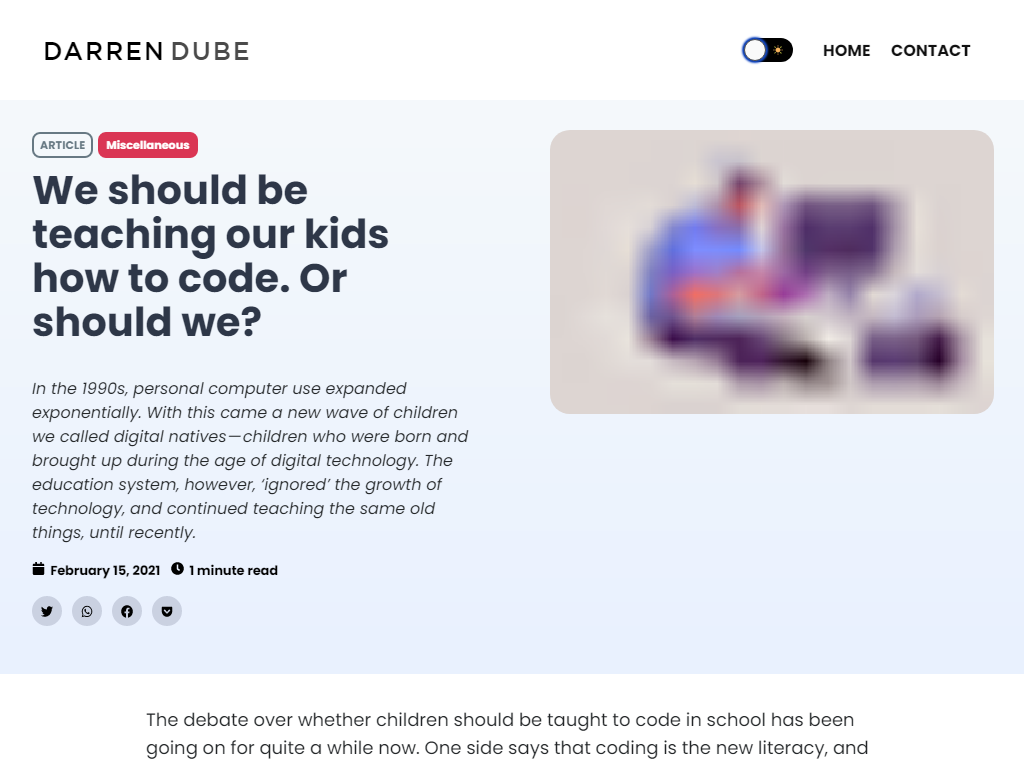 DARREN DUBE
HOME CONTACT
ARTICLE Miscellaneous
We should be
teaching our kids
how to code. Or
should we?
In the 1990s, personal computer use expanded
exponentially. With this came a new wave of children
we called digital natives—children who were born and
brought up during the age of digital technology. The
education system, however, ‘ignored’ the growth of
technology, and continued teaching the same old
things, until recently.
February 15, 2021 1 minute read
The debate over whether children should be taught to code in school has been
going on for quite a while now. One side says that coding is the new literacy, and